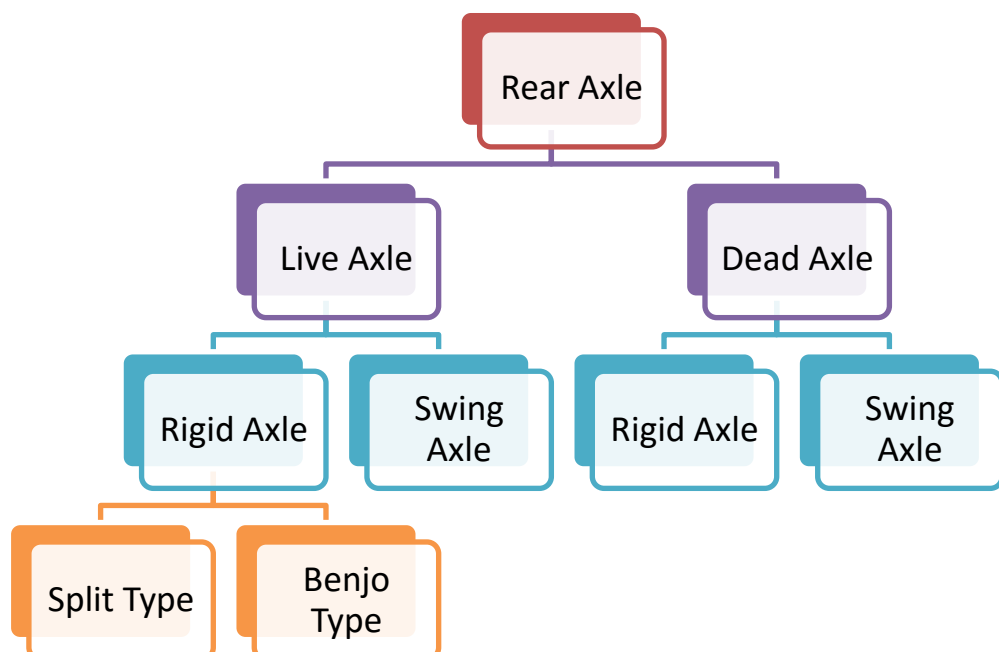 Rear Axle
Live Axle
Dead Axle
Rigid Axle
Swing
Axle
Rigid Axle
Swing
Axle
Split Type
Benjo
Type